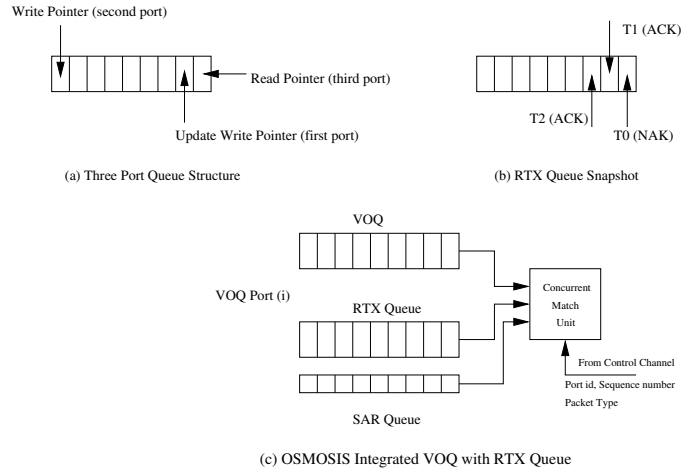 Write Pointer (second port)
T1 (ACK)
Read Pointer (third port)
Update Write Pointer (first port)
T2 (ACK)
T0 (NAK)
(a) Three Port Queue Structure
(b) RTX Queue Snapshot
VOQ
VOQ Port (i)
Concurrent
Match
Unit
RTX Queue
From Control Channel
Port id, Sequence number
Packet Type
SAR Queue
(c) OSMOSIS Integrated VOQ with RTX Queue